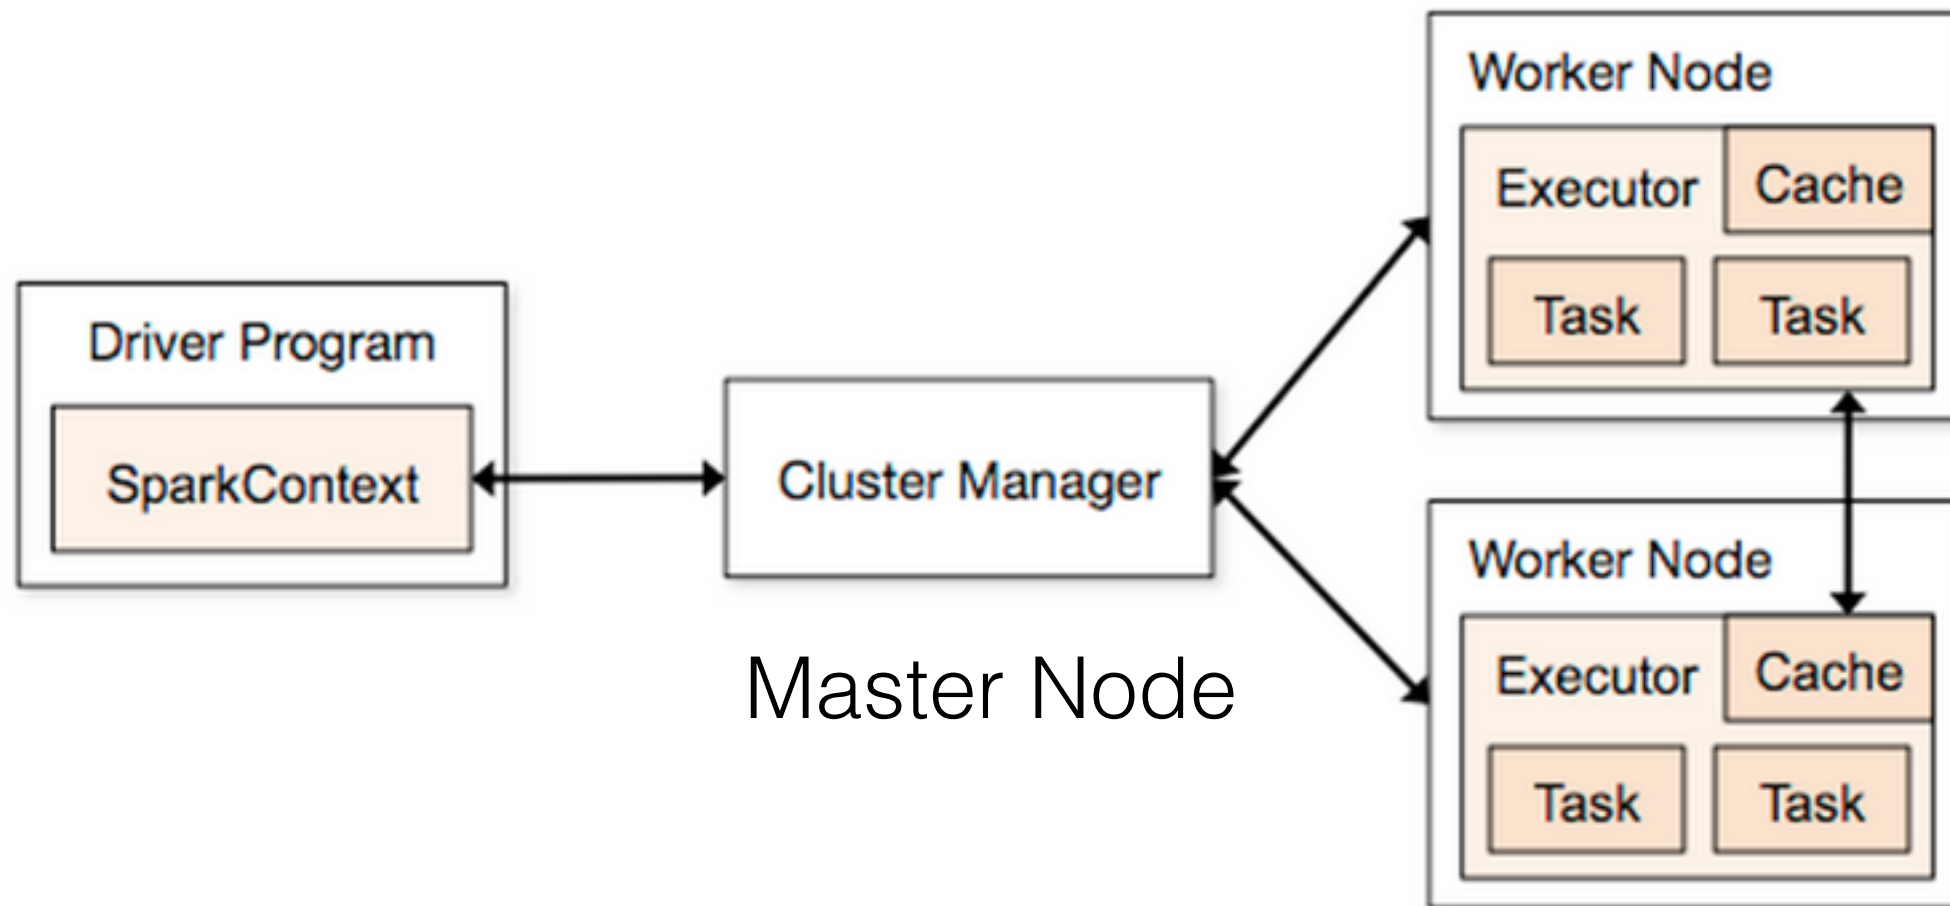 Driver Program
SparkContext
Cluster Manager
Master Node
Worker Node
Executor
Cache
Task
Task
Worker Node
Executor
Cache
Task
Task